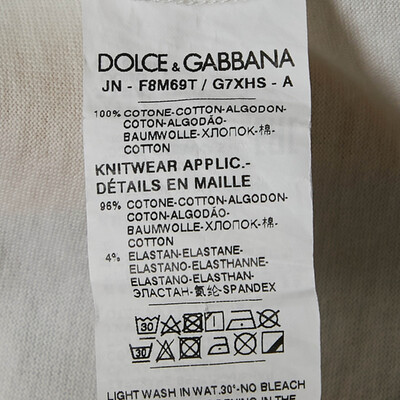 DOLCE & GABBANA
JN - F8M69T / G7XHS - A
100% COTONE-COTTON-ALGODON-
COTON-ALGODÃO-
BAUMWOLLE-ХЛОПОК-棉-
COTTON
KNITWEAR APPLIC.-
DÉTAILS EN MAILLE
96% COTONE-COTTON-ALGODON-
COTON-ALGODÃO-
BAUMWOLLE-ХЛОПОК-棉-
COTTON
4% ELASTAN-ELASTANE-
ELASTANO-ELASTHANNE-
ELASTANO-ELASTHAN-
ЭЛАСТАН-氨纶-SPANDEX
30
30
LIGHT WASH IN WAT.30°-NO BLEACH